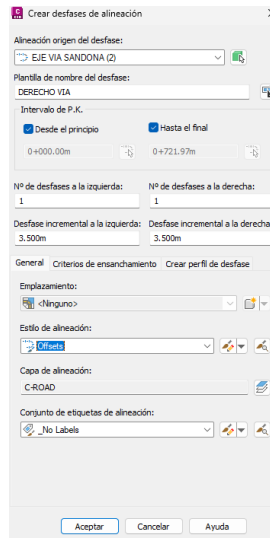 Crear desfases de alineación
Alineación origen del desfase:
EJE VIA SANDONA (2)
Plantilla de nombre del desfase:
DERECHO VIA
Intervalo de P.K.
Desde el principio Hasta el final
0+000.00m 0+721.97m
Nº de desfases a la izquierda: Nº de desfases a la derecha:
1 1
Desfase incremental a la izquierda: Desfase incremental a la derecha:
3.500m 3.500m
General Criterios de ensanchamiento Crear perfil de desfase
Emplazamiento:
<Ninguno>
Estilo de alineación:
Offsets
Capa de alineación:
C-ROAD
Conjunto de etiquetas de alineación:
_No Labels
Aceptar Cancelar Ayuda